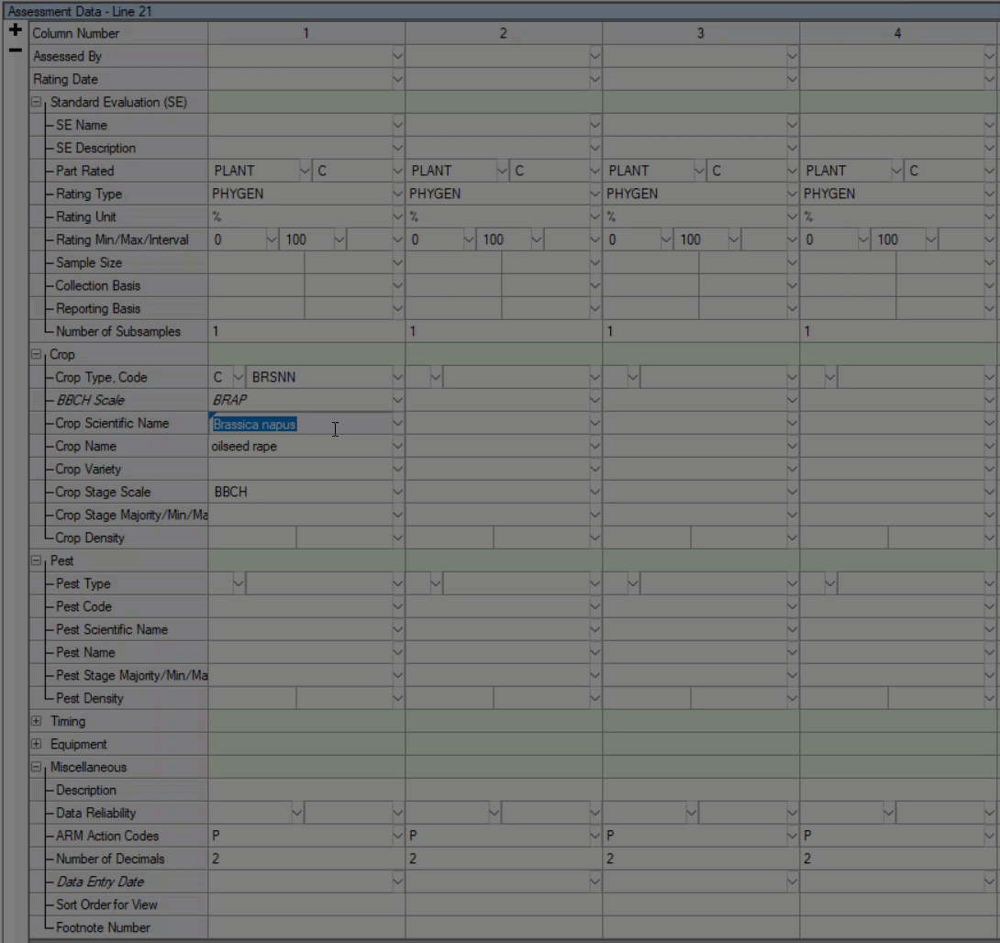 Assessment Data - Line 21
Column Number 1 2 3 4
Assessed By
Rating Date
Standard Evaluation (SE)
SE Name
SE Description
Part Rated PLANT C PLANT C PLANT C PLANT C
Rating Type PHYGEN PHYGEN PHYGEN PHYGEN
Rating Unit % % % %
Rating Min/Max/Interval 0 100 0 100 0 100 0 100
Sample Size
Collection Basis
Reporting Basis
Number of Subsamples 1 1 1 1
Crop
Crop Type, Code C BRSNN
BBCH Scale BRAP
Crop Scientific Name Brassica napus
Crop Name oilseed rape
Crop Variety
Crop Stage Scale BBCH
Crop Stage Majority/Min/Ma
Crop Density
Pest
Pest Type
Pest Code
Pest Scientific Name
Pest Name
Pest Stage Majority/Min/Ma
Pest Density
Timing
Equipment
Miscellaneous
Description
Data Reliability
ARM Action Codes P P P P
Number of Decimals 2 2 2 2
Data Entry Date
Sort Order for View
Footnote Number